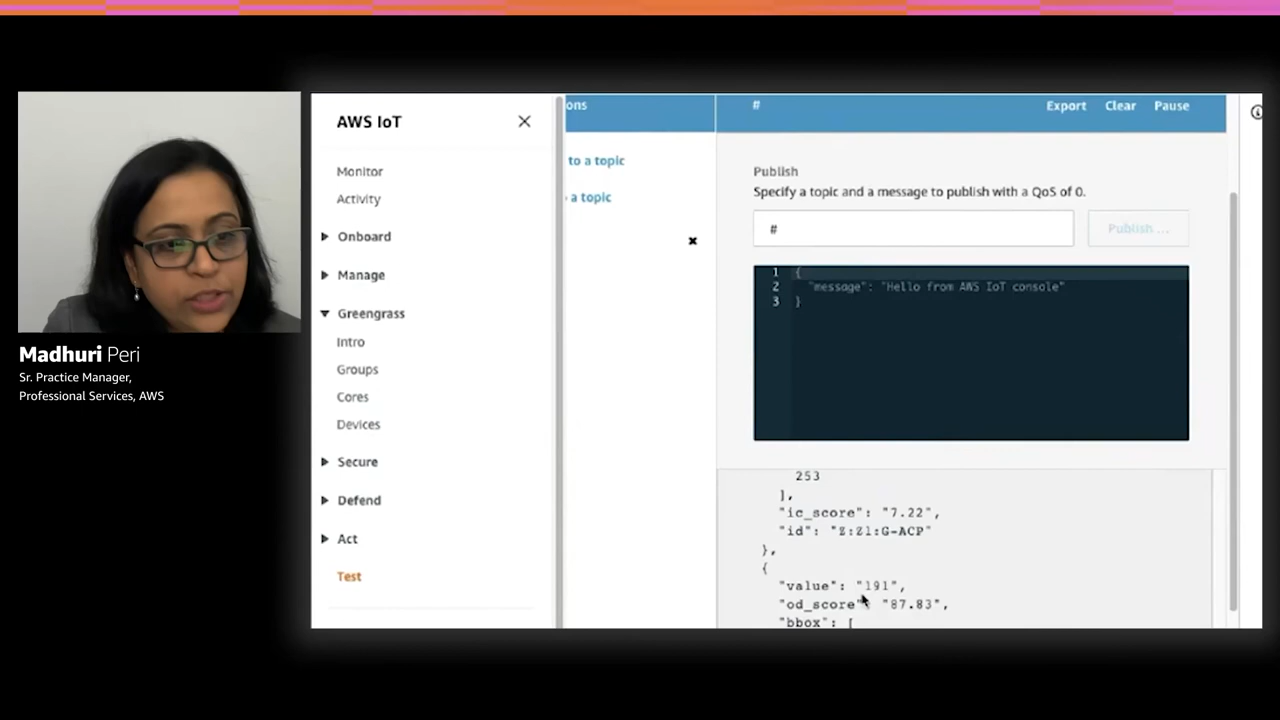 Madhuri Peri
Sr. Practice Manager,
Professional Services, AWS
AWS IoT
Monitor
Activity
Onboard
Manage
Greengrass
Intro
Groups
Cores
Devices
Secure
Defend
Act
Test
ons
to a topic
a topic
#
Export Clear Pause
Publish
Specify a topic and a message to publish with a QoS of 0.
#
Publish ...
1 {
2 "message": "Hello from AWS IoT console"
3 }
253
],
"ic_score": "7.22",
"id": "Z:Z1:G-ACP"
},
{
"value": "191",
"od_score": "87.83",
"bbox": [